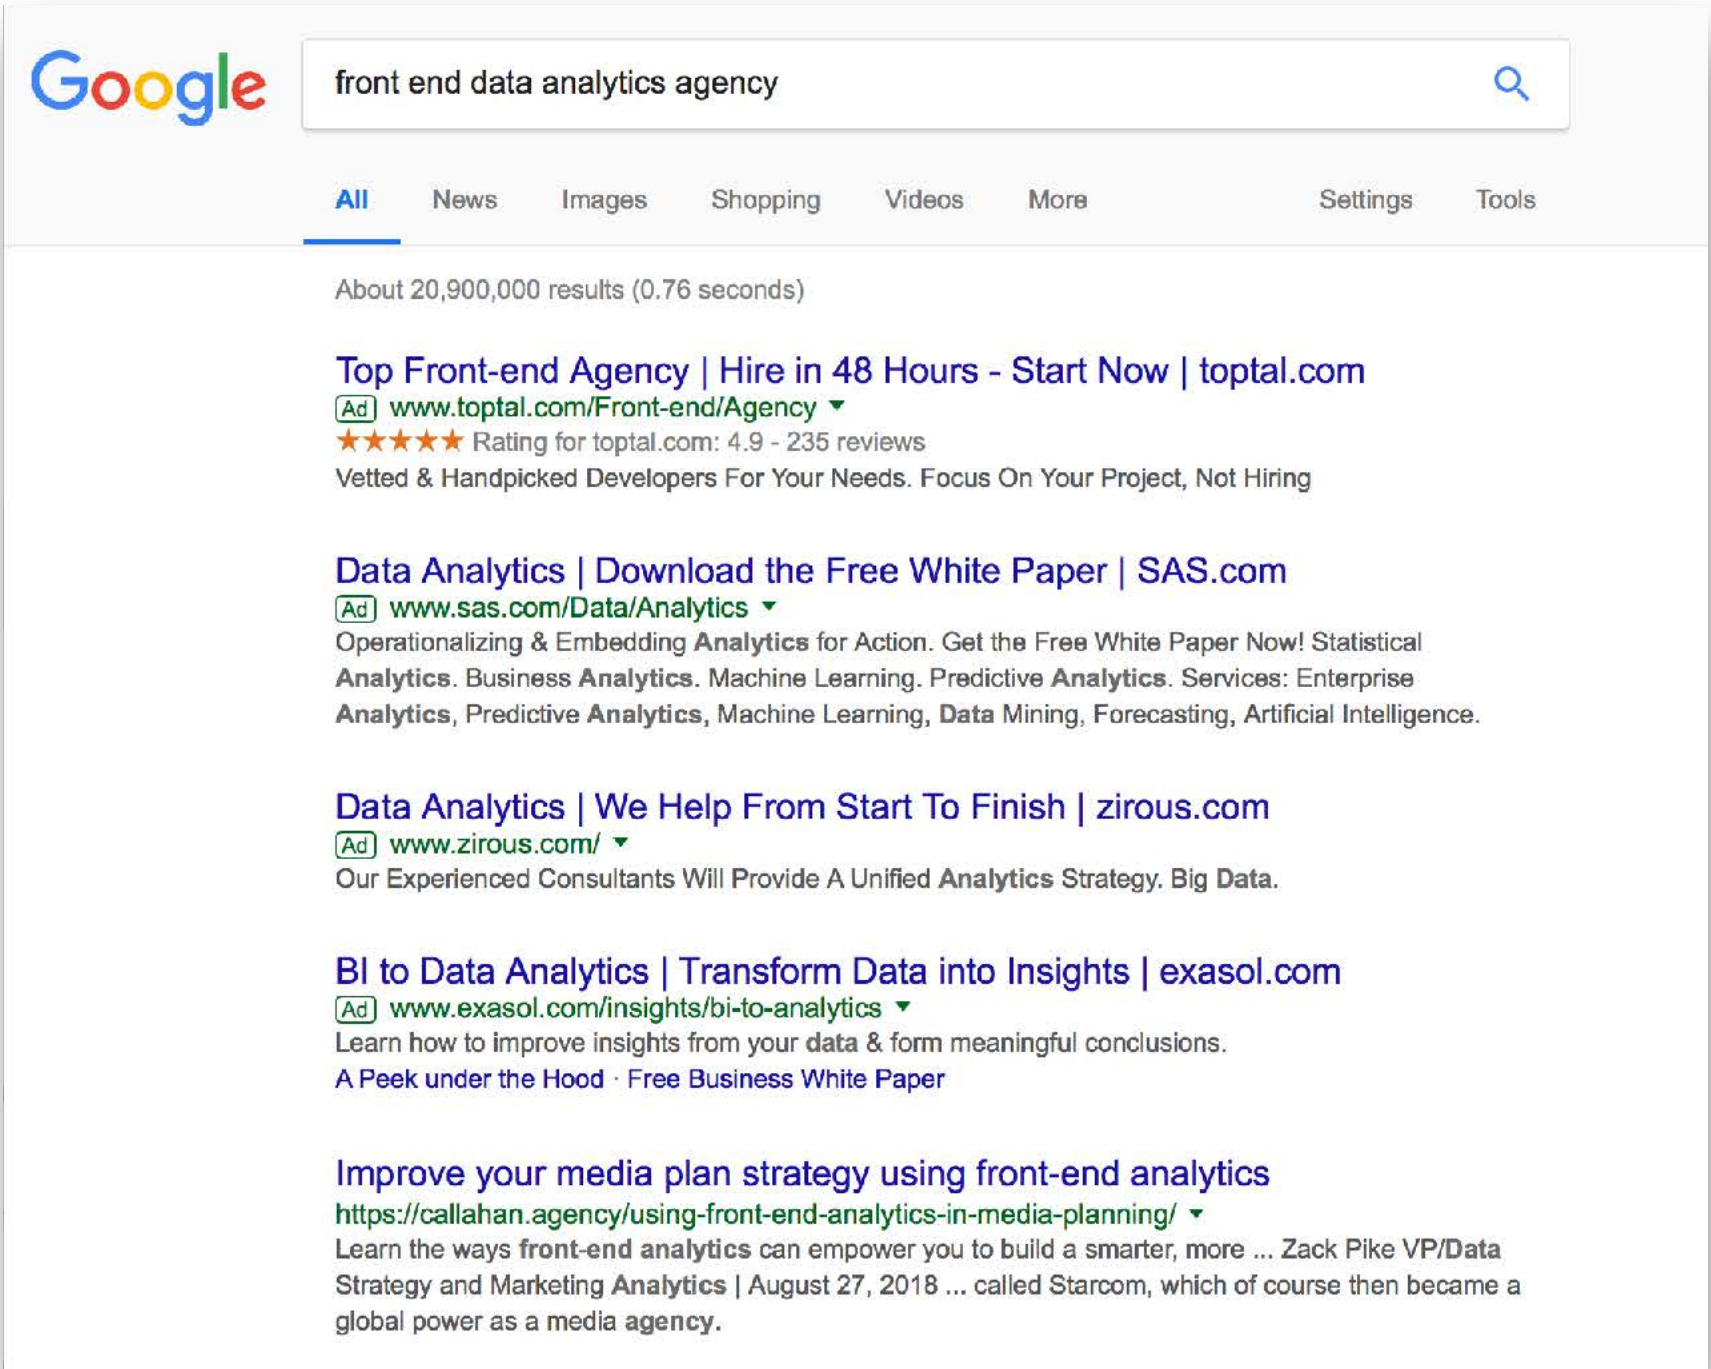 Google
front end data analytics agency
All News Images Shopping Videos More Settings Tools
About 20,900,000 results (0.76 seconds)
Top Front-end Agency | Hire in 48 Hours - Start Now | toptal.com
Ad www.toptal.com/Front-end/Agency
Rating for toptal.com: 4.9 - 235 reviews
Vetted & Handpicked Developers For Your Needs. Focus On Your Project, Not Hiring
Data Analytics | Download the Free White Paper | SAS.com
Ad www.sas.com/Data/Analytics
Operationalizing & Embedding Analytics for Action. Get the Free White Paper Now! Statistical
Analytics. Business Analytics. Machine Learning. Predictive Analytics. Services: Enterprise
Analytics, Predictive Analytics, Machine Learning, Data Mining, Forecasting, Artificial Intelligence.
Data Analytics | We Help From Start To Finish | zirous.com
Ad www.zirous.com/
Our Experienced Consultants Will Provide A Unified Analytics Strategy. Big Data.
BI to Data Analytics | Transform Data into Insights | exasol.com
Ad www.exasol.com/insights/bi-to-analytics
Learn how to improve insights from your data & form meaningful conclusions.
A Peek under the Hood · Free Business White Paper
Improve your media plan strategy using front-end analytics
https://callahan.agency/using-front-end-analytics-in-media-planning/
Learn the ways front-end analytics can empower you to build a smarter, more ... Zack Pike VP/Data
Strategy and Marketing Analytics | August 27, 2018 ... called Starcom, which of course then became a
global power as a media agency.